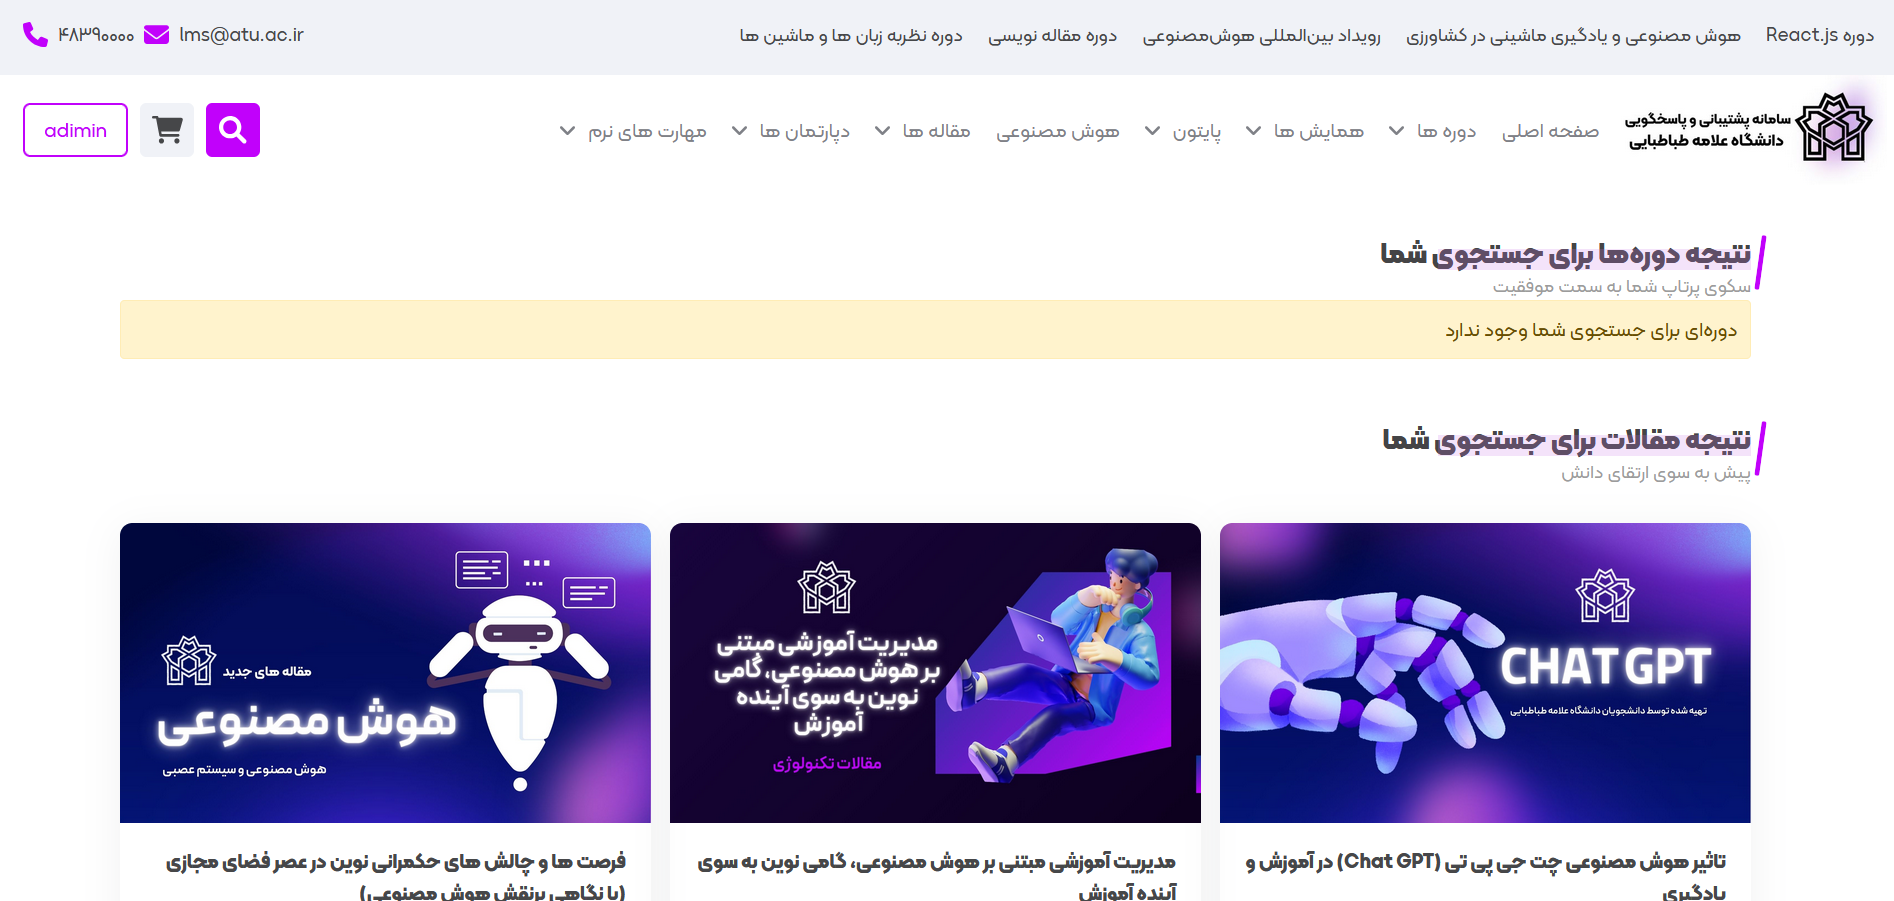 دوره React.js
هوش مصنوعی و یادگیری ماشینی در کشاورزی
رویداد بین‌المللی هوش‌مصنوعی
دوره مقاله نویسی
دوره نظربه زبان ها و ماشین ها
lms@atu.ac.ir
۴۸۳۹۰۰۰۰
سامانه پشتیبانی و پاسخگویی
دانشگاه علامه طباطبایی
صفحه اصلی
دوره ها
همایش ها
پایتون
هوش مصنوعی
مقاله ها
دپارتمان ها
مهارت های نرم
adimin
نتیجه دوره‌ها برای جستجوی شما
سکوی پرتاپ شما به سمت موفقیت
دوره‌ای برای جستجوی شما وجود ندارد
نتیجه مقالات برای جستجوی شما
پیش به سوی ارتقای دانش
CHAT GPT
تهیه شده توسط دانشجویان دانشگاه علامه طباطبایی
تاثیر هوش مصنوعی چت جی پی تی (Chat GPT) در آموزش و
یادگیری
مدیریت آموزشی مبتنی
بر هوش مصنوعی، گامی
نوین به سوی آینده
آموزش
مقالات تکنولوژی
مدیریت آموزشی مبتنی بر هوش مصنوعی، گامی نوین به سوی
آینده آموزش
مقاله های جدید
هوش مصنوعی
هوش مصنوعی و سیستم عصبی
فرصت ها و چالش های حکمرانی نوین در عصر فضای مجازی
(با نگاهی برنقش هوش مصنوعی)